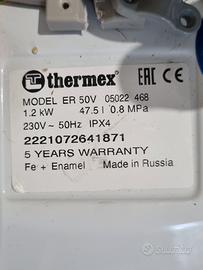 thermex®
EAC CE
MODEL ER 50V 05022 468
1.2 kW 47.5 l 0.8 MPa
230V ~ 50Hz IPX4
2221072641871
5 YEARS WARRANTY
Fe + Enamel Made in Russia
subito